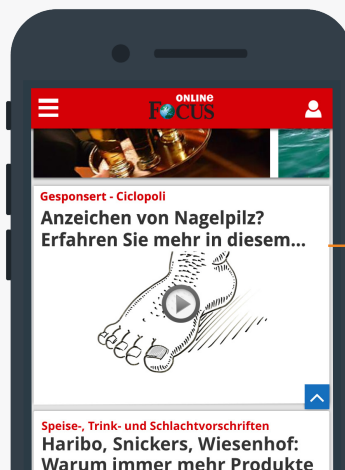 ONLINE
FOCUS
Gesponsert - Ciclopoli
Anzeichen von Nagelpilz?
Erfahren Sie mehr in diesem...
Speise-, Trink- und Schlachtvorschriften
Haribo, Snickers, Wiesenhof:
Warum immer mehr Produkte